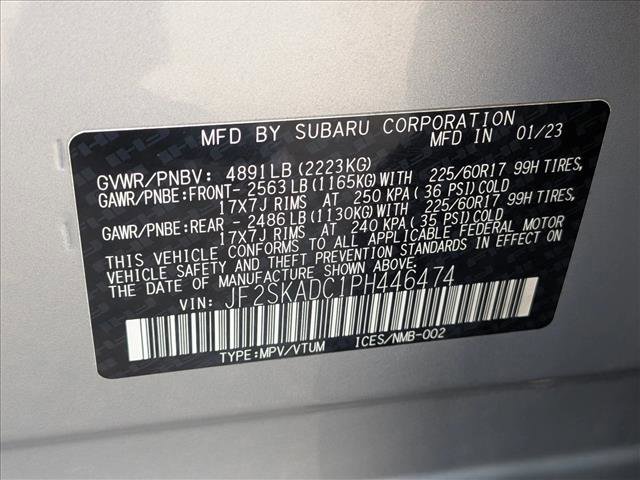 MFD BY SUBARU CORPORATION MFD IN 01/23
GVWR/PNBV: 4891LB (2223KG)
GAWR/PNBE:FRONT- 2563 LB (1165KG)WITH 225/60R17 99H TIRES,
17X7J RIMS AT 250 KPA (36 PSI)COLD
GAWR/PNBE:REAR - 2486 LB (1130KG)WITH 225/60R17 99H TIRES,
17X7J RIMS AT 240 KPA (35 PSI)COLD
THIS VEHICLE CONFORMS TO ALL APPLICABLE FEDERAL MOTOR
VEHICLE SAFETY AND THEFT PREVENTION STANDARDS IN EFFECT ON
THE DATE OF MANUFACTURE SHOWN ABOVE.
VIN: JF2SKADC1PH446474
TYPE:MPV/VTUM ICES/NMB-002